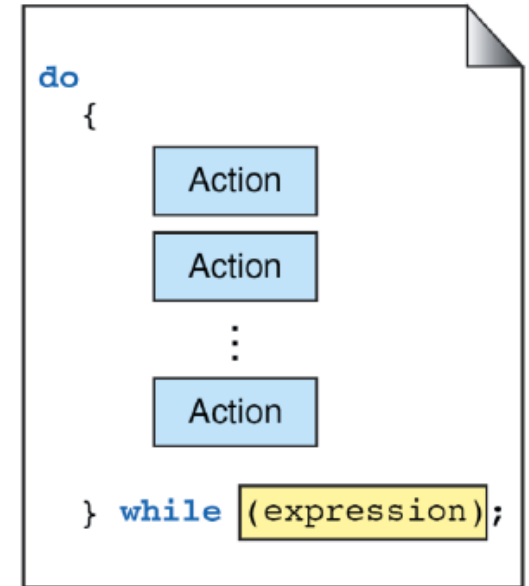 do
{
Action
Action
⋮
Action
} while (expression);